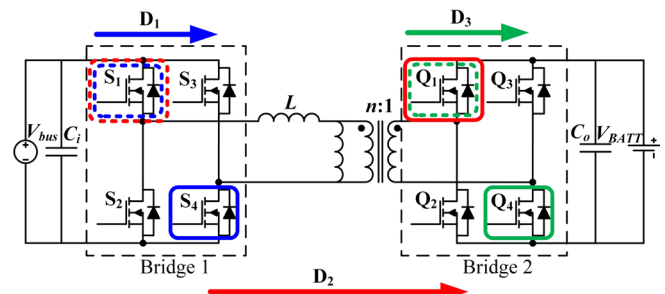 D1 D3
S1 S3 Q1 Q3
L n:1
Vbus Ci Co VBATT
S2 S4 Q2 Q4
Bridge 1 Bridge 2
D2